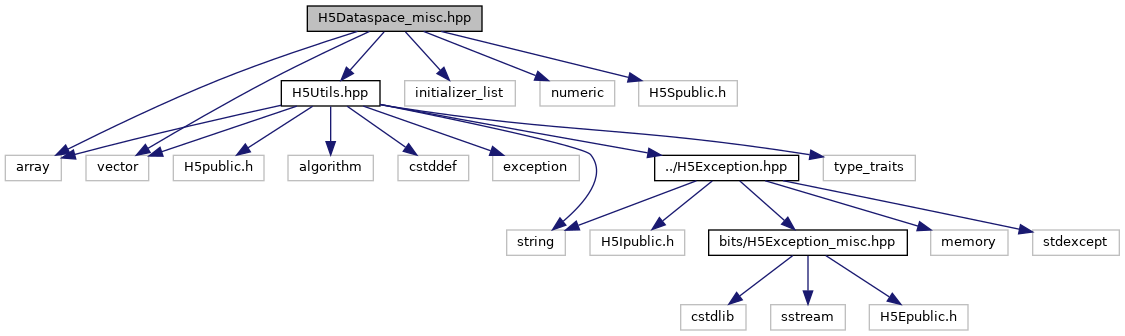 H5Dataspace_misc.hpp
H5Utils.hpp
initializer_list
numeric
H5Spublic.h
array
vector
H5public.h
algorithm
cstddef
exception
../H5Exception.hpp
type_traits
string
H5Ipublic.h
bits/H5Exception_misc.hpp
memory
stdexcept
cstdlib
sstream
H5Epublic.h